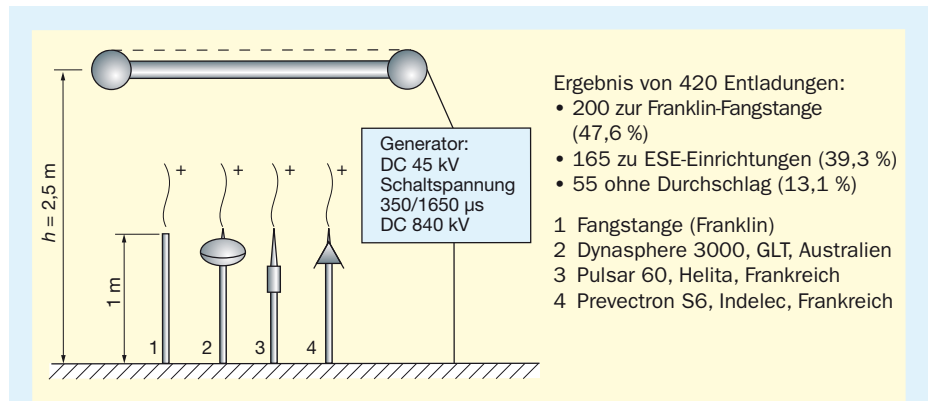 h = 2,5 m
1 m
+
+
+
+
1
2
3
4
Generator:
DC 45 kV
Schaltspannung
350/1650 µs
DC 840 kV
Ergebnis von 420 Entladungen:
• 200 zur Franklin-Fangstange
(47,6 %)
• 165 zu ESE-Einrichtungen (39,3 %)
• 55 ohne Durchschlag (13,1 %)
1 Fangstange (Franklin)
2 Dynasphere 3000, GLT, Australien
3 Pulsar 60, Helita, Frankreich
4 Prevectron S6, Indelec, Frankreich